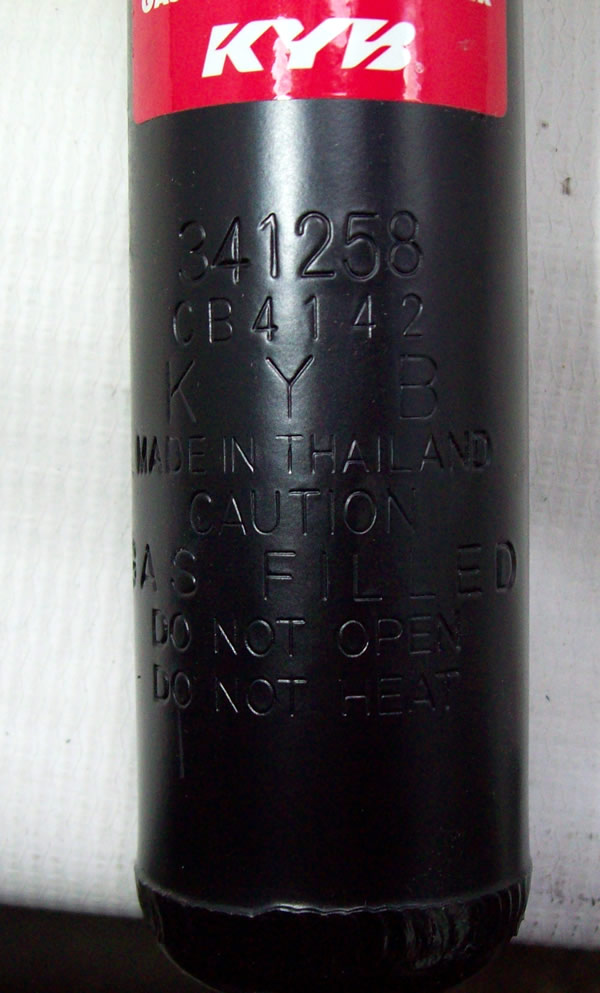 KYB
341258
CB4142
K Y B
MADE IN THAILAND
CAUTION
GAS FILLED
DO NOT OPEN
DO NOT HEAT